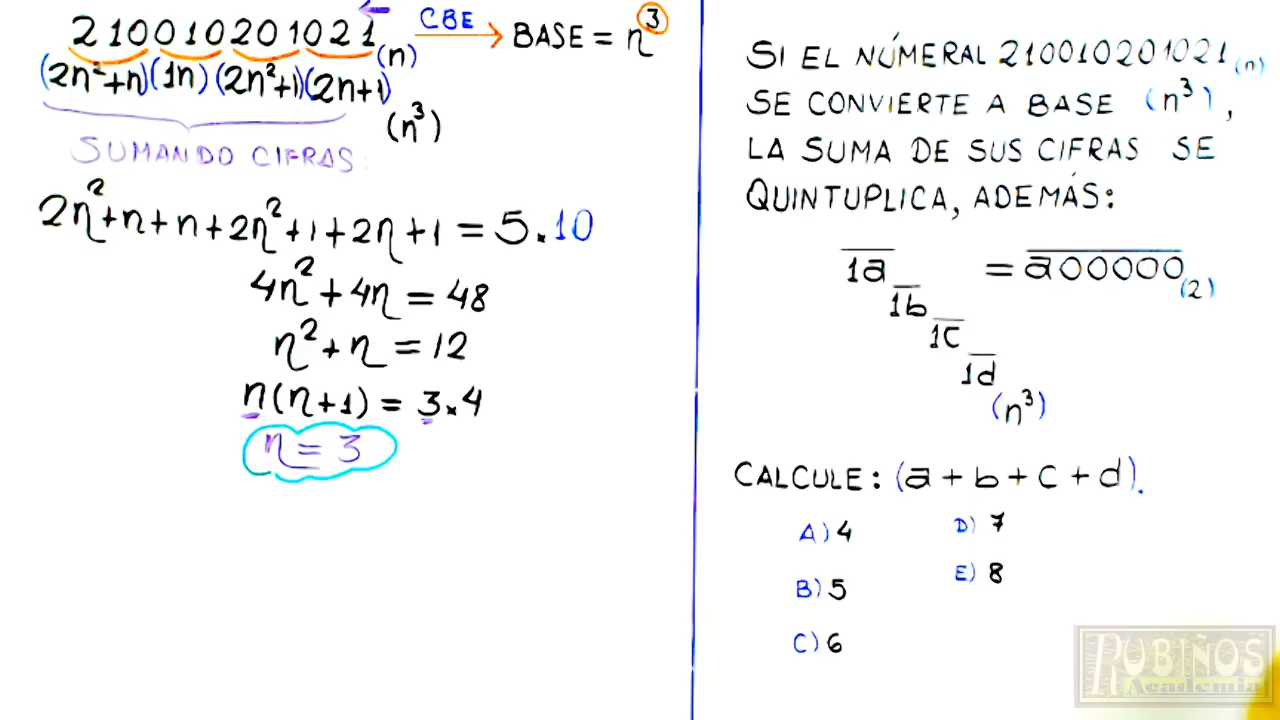 210010201021(n) CBE BASE = n³
(2n²+n)(1n)(2n²+1)(2n+1)(n³)
SUMANDO CIFRAS:
2n²+n+n+2n²+1+2n+1 = 5.10
4n²+4n = 48
n²+n = 12
n(n+1) = 3×4
n = 3
SI EL NÚMERAL 210010201021(n)
SE CONVIERTE A BASE (n³),
LA SUMA DE SUS CIFRAS SE
QUINTUPLICA, ADEMÁS:
1a = a00000(2)
1b
1c
1d
(n³)
CALCULE: (a+b+c+d).
A) 4 D) 7
B) 5 E) 8
C) 6
RUBIÑOS
Academia